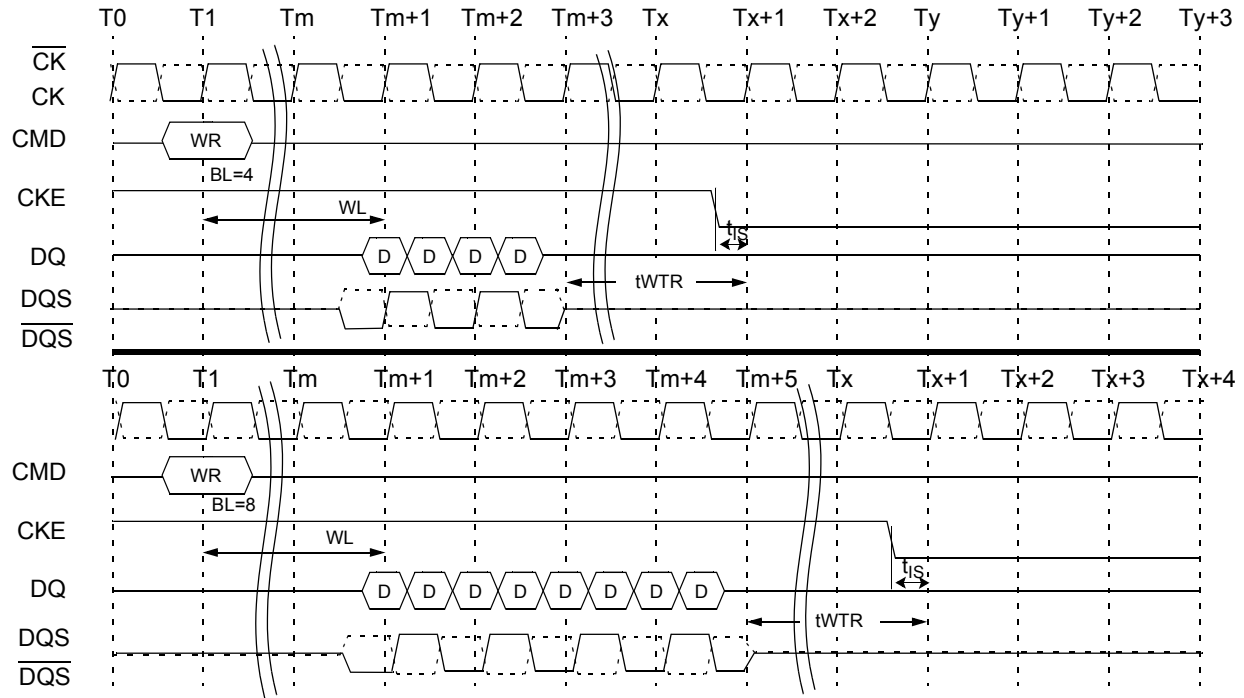 T0 T1 Tm Tm+1 Tm+2 Tm+3 Tx Tx+1 Tx+2 Ty Ty+1 Ty+2 Ty+3
CK
CK
CMD WR
BL=4
CKE
WL
tIS
DQ D D D D
tWTR
DQS
DQS
T0 T1 Tm Tm+1 Tm+2 Tm+3 Tm+4 Tm+5 Tx Tx+1 Tx+2 Tx+3 Tx+4
CMD WR
BL=8
CKE
WL
tIS
DQ D D D D D D D D
tWTR
DQS
DQS